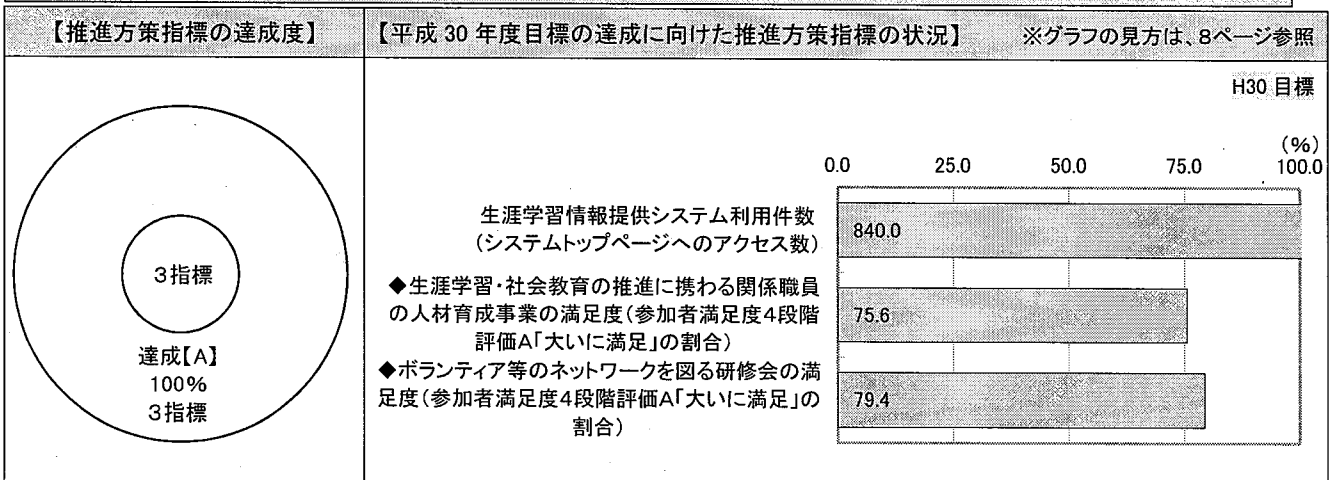 【推進方策指標の達成度】
【平成30年度目標の達成に向けた推進方策指標の状況】 ※グラフの見方は、8ページ参照
3指標
達成【A】
100%
3指標
H30 目標
(%)
0.0 25.0 50.0 75.0 100.0
生涯学習情報提供システム利用件数
(システムトップページへのアクセス数)
840.0
◆生涯学習・社会教育の推進に携わる関係職員
の人材育成事業の満足度(参加者満足度4段階
評価A「大いに満足」の割合)
75.6
◆ボランティア等のネットワークを図る研修会の満
足度(参加者満足度4段階評価A「大いに満足」の
割合)
79.4